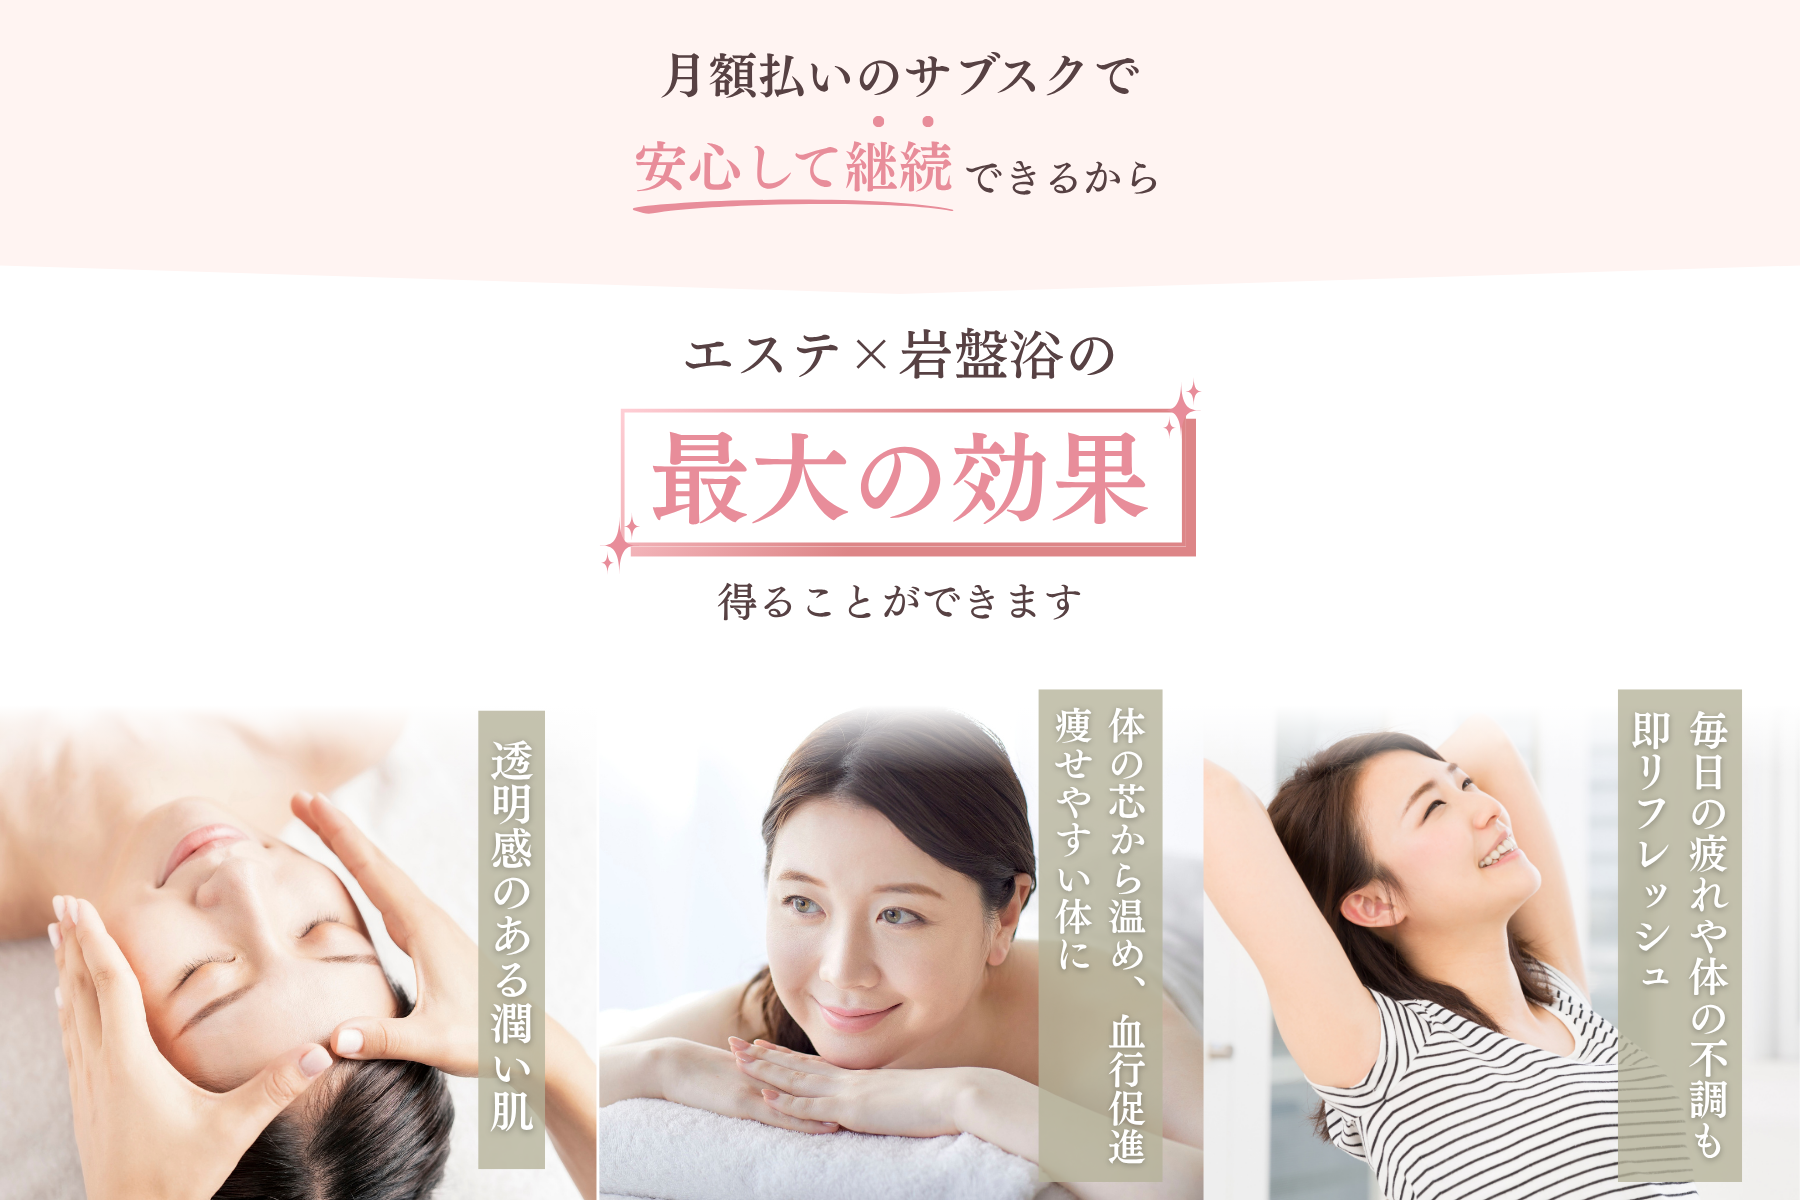 月額払いのサブスクで
安心して継続できるから
エステ×岩盤浴の
最大の効果
得ることができます
透明感のある潤い肌
体の芯から温め、血行促進
痩せやすい体に
毎日の疲れや体の不調も
即リフレッシュ